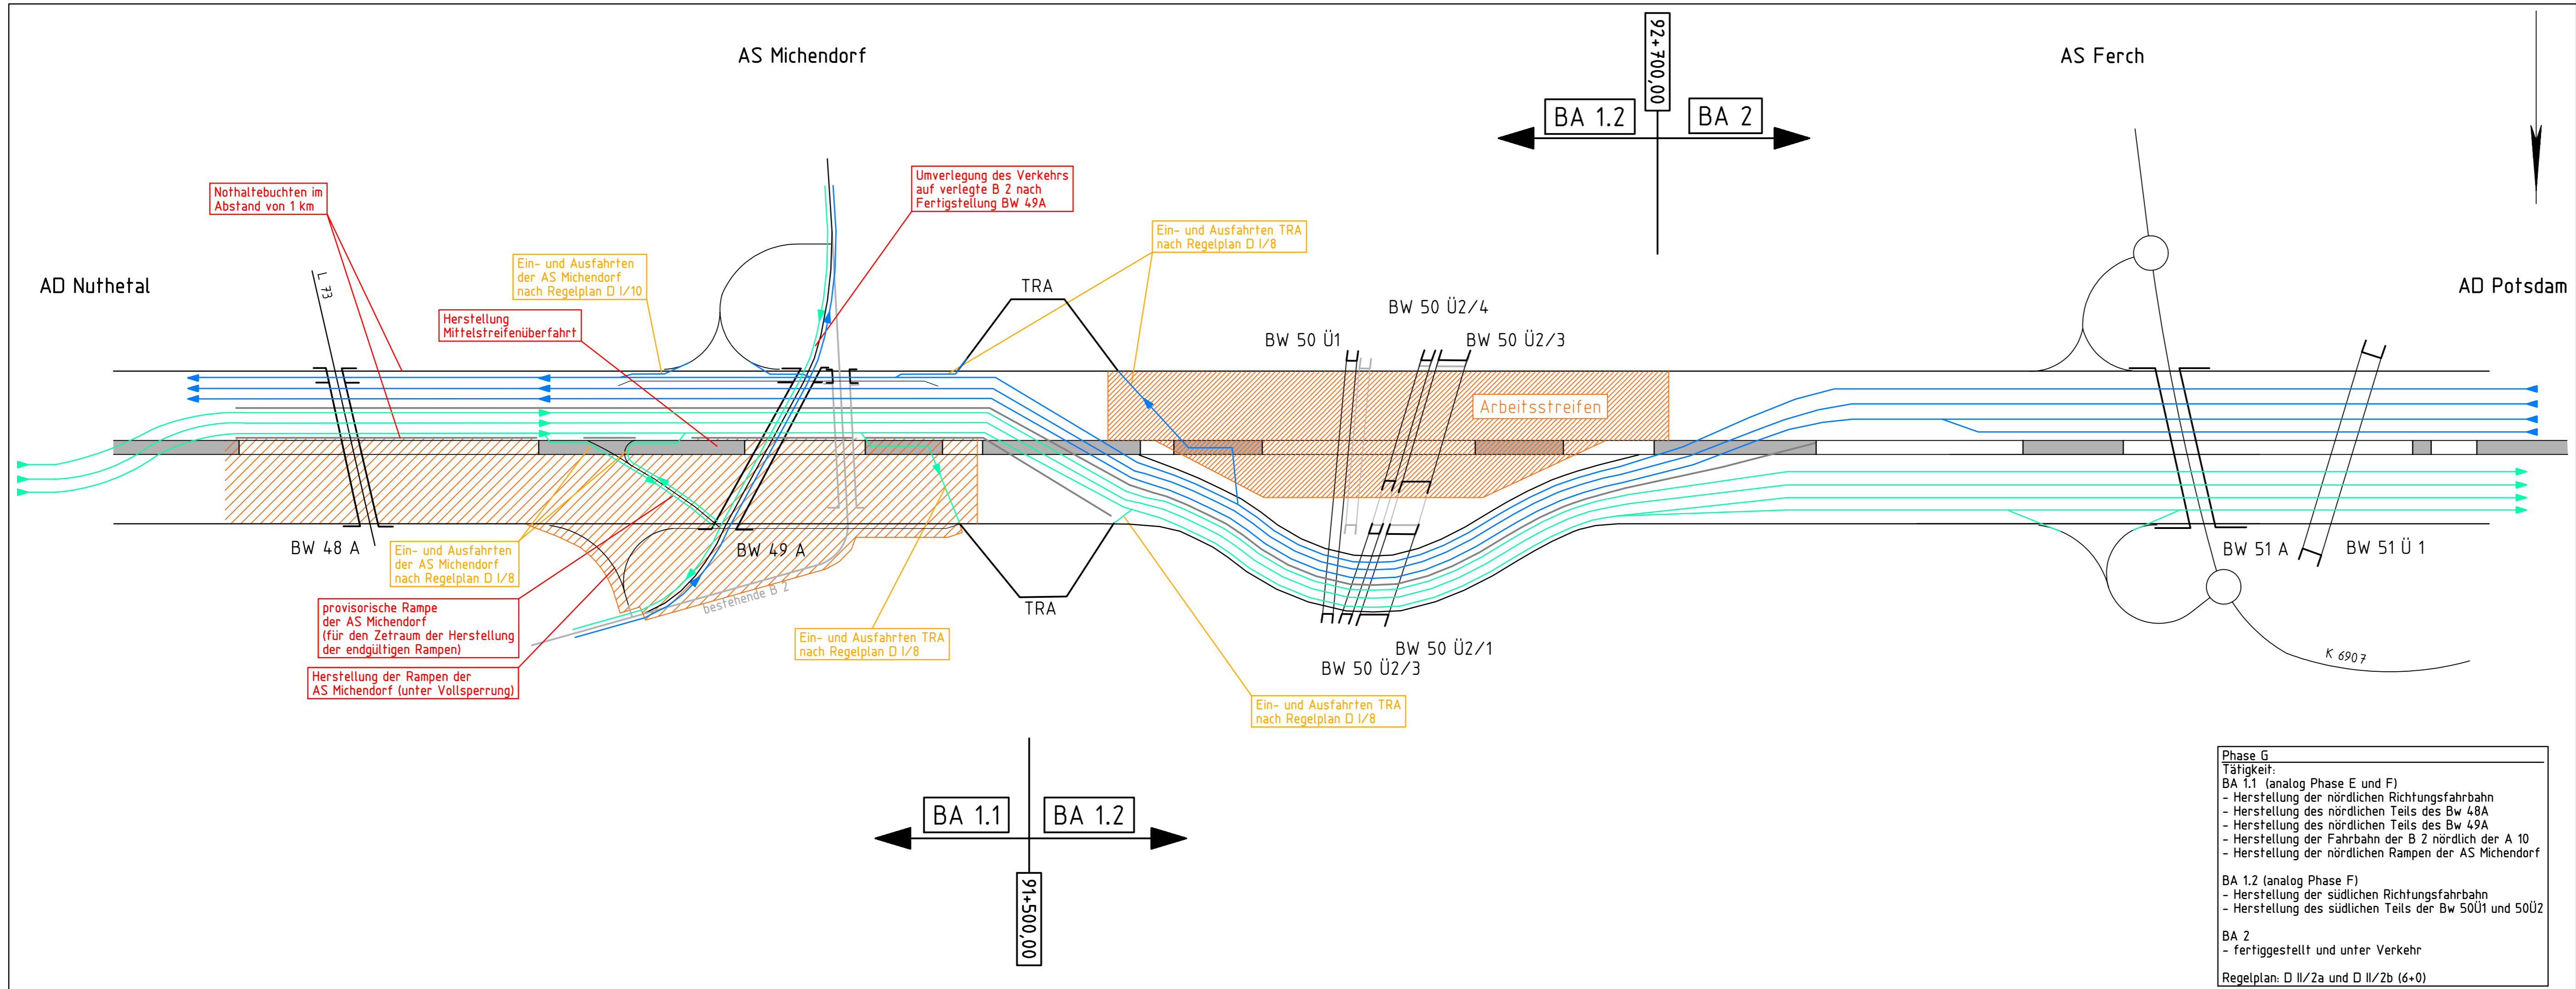 AS Michendorf
92+700,00
AS Ferch
BA 1.2
BA 2
Nothaltebuchten im
Abstand von 1 km
Umverlegung des Verkehrs
auf verlegte B 2 nach
Fertigstellung BW 49A
Ein- und Ausfahrten TRA
nach Regelplan D I/8
Ein- und Ausfahrten
der AS Michendorf
nach Regelplan D I/10
AD Nuthetal
L 73
TRA
AD Potsdam
Herstellung
Mittelstreifenüberfahrt
BW 50 Ü2/4
BW 50 Ü1
BW 50 Ü2/3
Arbeitsstreifen
BW 48 A
BW 49 A
BW 51 A
BW 51 Ü 1
Ein- und Ausfahrten
der AS Michendorf
nach Regelplan D I/8
bestehende B 2
TRA
provisorische Rampe
der AS Michendorf
(für den Zetraum der Herstellung
der endgültigen Rampen)
Ein- und Ausfahrten TRA
nach Regelplan D I/8
BW 50 Ü2/1
BW 50 Ü2/3
K 6907
Herstellung der Rampen der
AS Michendorf (unter Vollsperrung)
Ein- und Ausfahrten TRA
nach Regelplan D I/8
BA 1.1
BA 1.2
91+500,00
Phase G
Tätigkeit:
BA 1.1 (analog Phase E und F)
- Herstellung der nördlichen Richtungsfahrbahn
- Herstellung des nördlichen Teils des Bw 48A
- Herstellung des nördlichen Teils des Bw 49A
- Herstellung der Fahrbahn der B 2 nördlich der A 10
- Herstellung der nördlichen Rampen der AS Michendorf
BA 1.2 (analog Phase F)
- Herstellung der südlichen Richtungsfahrbahn
- Herstellung des südlichen Teils der Bw 50Ü1 und 50Ü2
BA 2
- fertiggestellt und unter Verkehr
Regelplan: D II/2a und D II/2b (6+0)